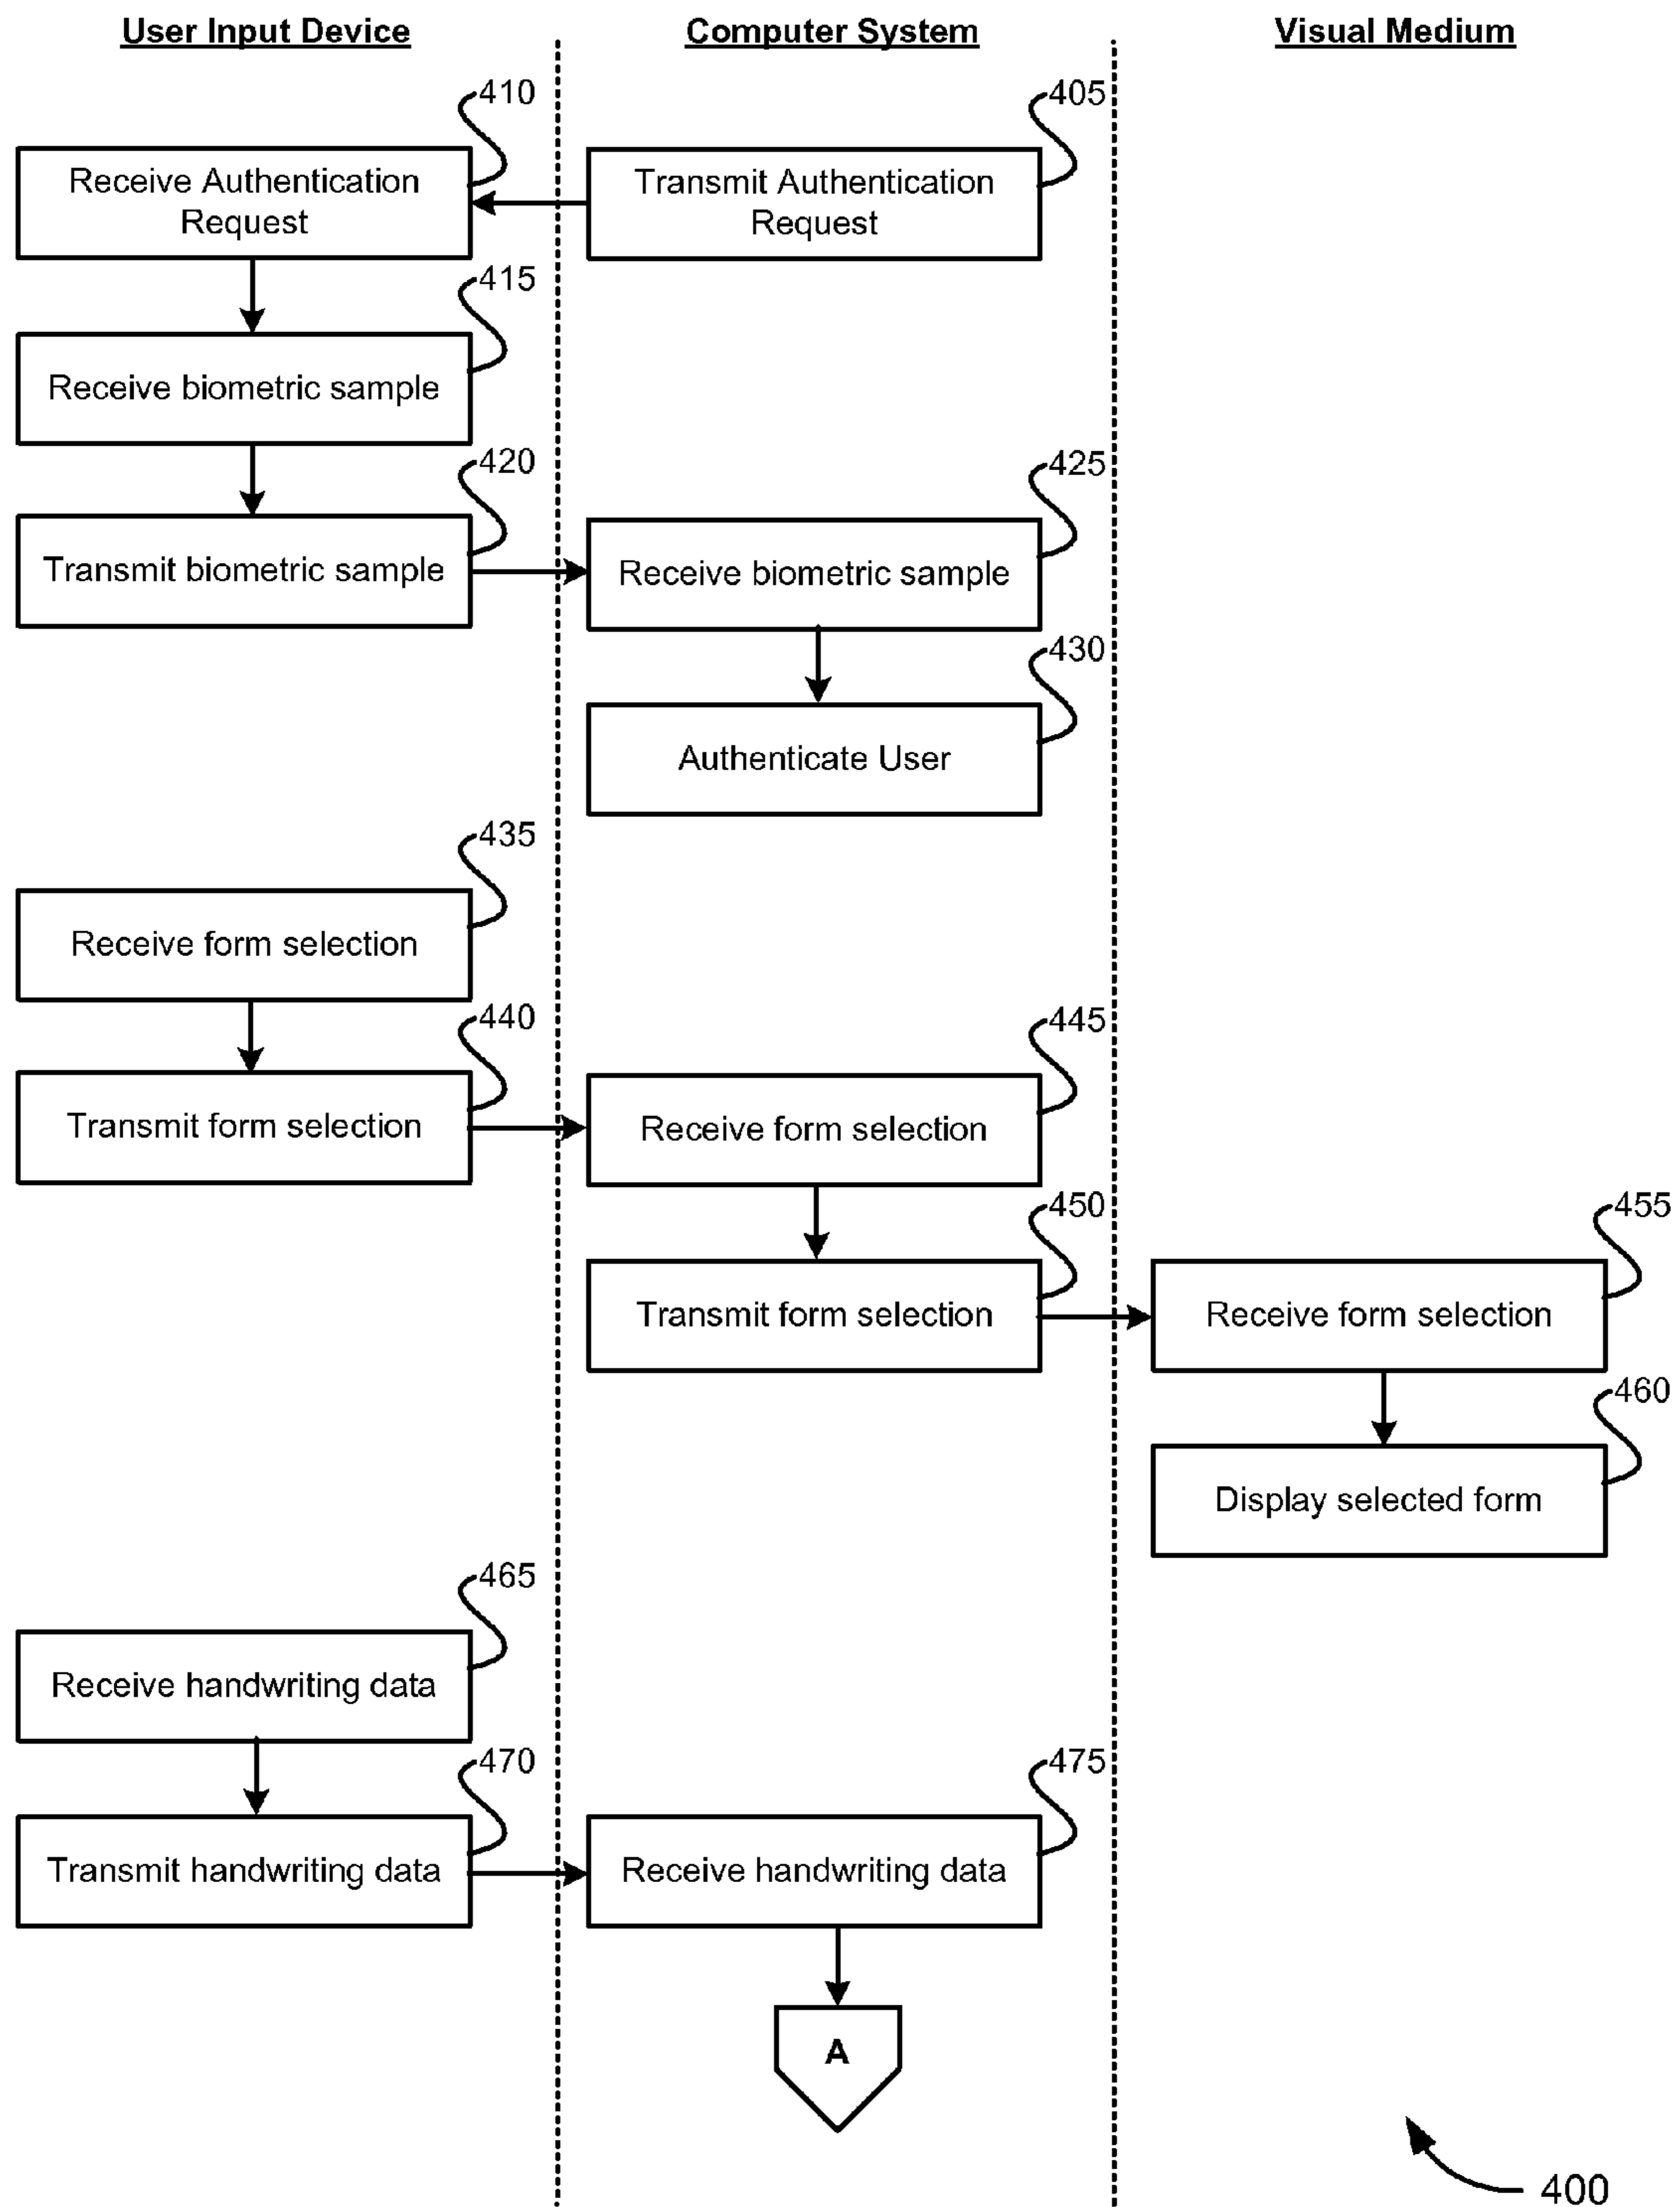 User Input Device
Computer System
Visual Medium
410
405
Receive Authentication
Request
Transmit Authentication
Request
415
Receive biometric sample
420
425
Transmit biometric sample
Receive biometric sample
430
Authenticate User
435
Receive form selection
440
445
Transmit form selection
Receive form selection
450
455
Transmit form selection
Receive form selection
460
Display selected form
465
Receive handwriting data
470
475
Transmit handwriting data
Receive handwriting data
A
400